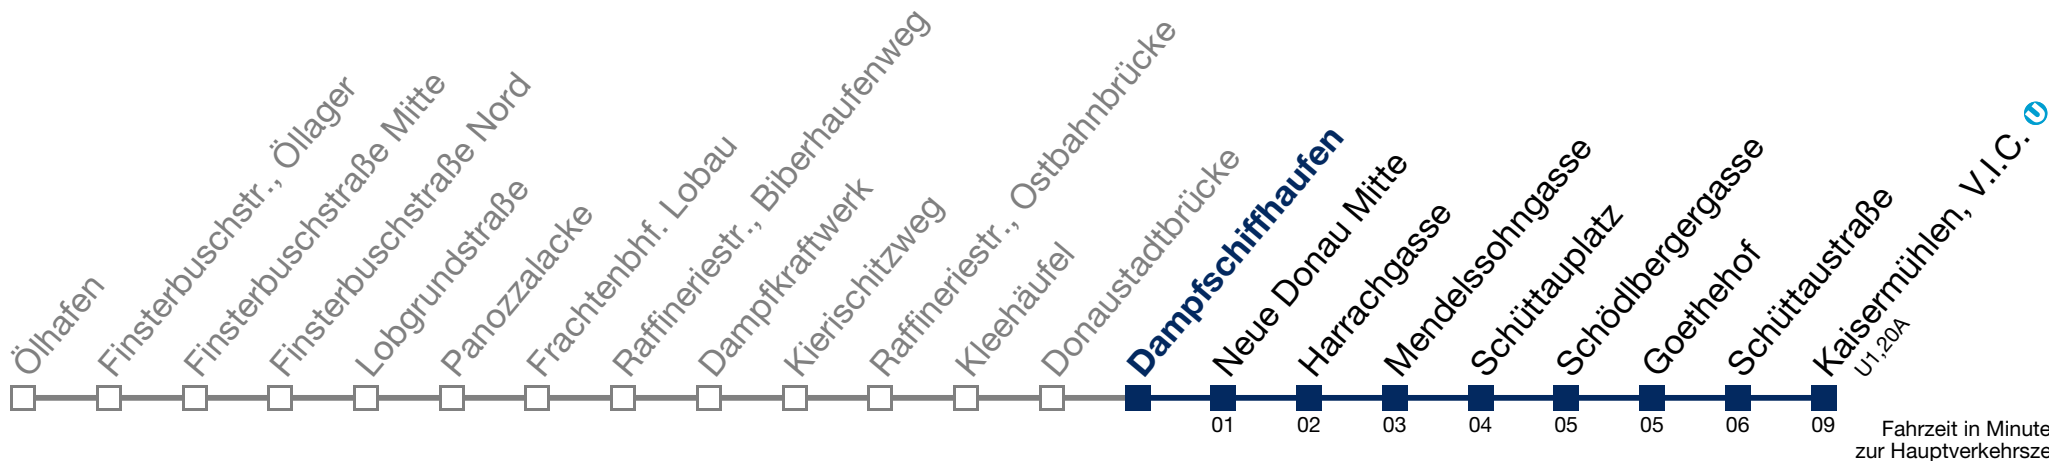 Ölhafen
Finsterbuschstr., Öllager
Finsterbuschstraße Mitte
Finsterbuschstraße Nord
Lobgrundstraße
Panozzalacke
Frachtenbhf. Lobau
Raffineriestr., Biberhaufenweg
Dampfkraftwerk
Kierischitzweg
Raffineriestr., Ostbahnbrücke
Kleehäufel
Donaustadtbrücke
Dampfschiffhaufen
Neue Donau Mitte
Harrachgasse
Mendelssohngasse
Schüttauplatz
Schödlbergergasse
Goethehof
Schüttaustraße
Kaisermühlen, V.I.C. U
U1,20A
01 02 03 04 05 05 06 09
Fahrzeit in Minute
zur Hauptverkehrsze